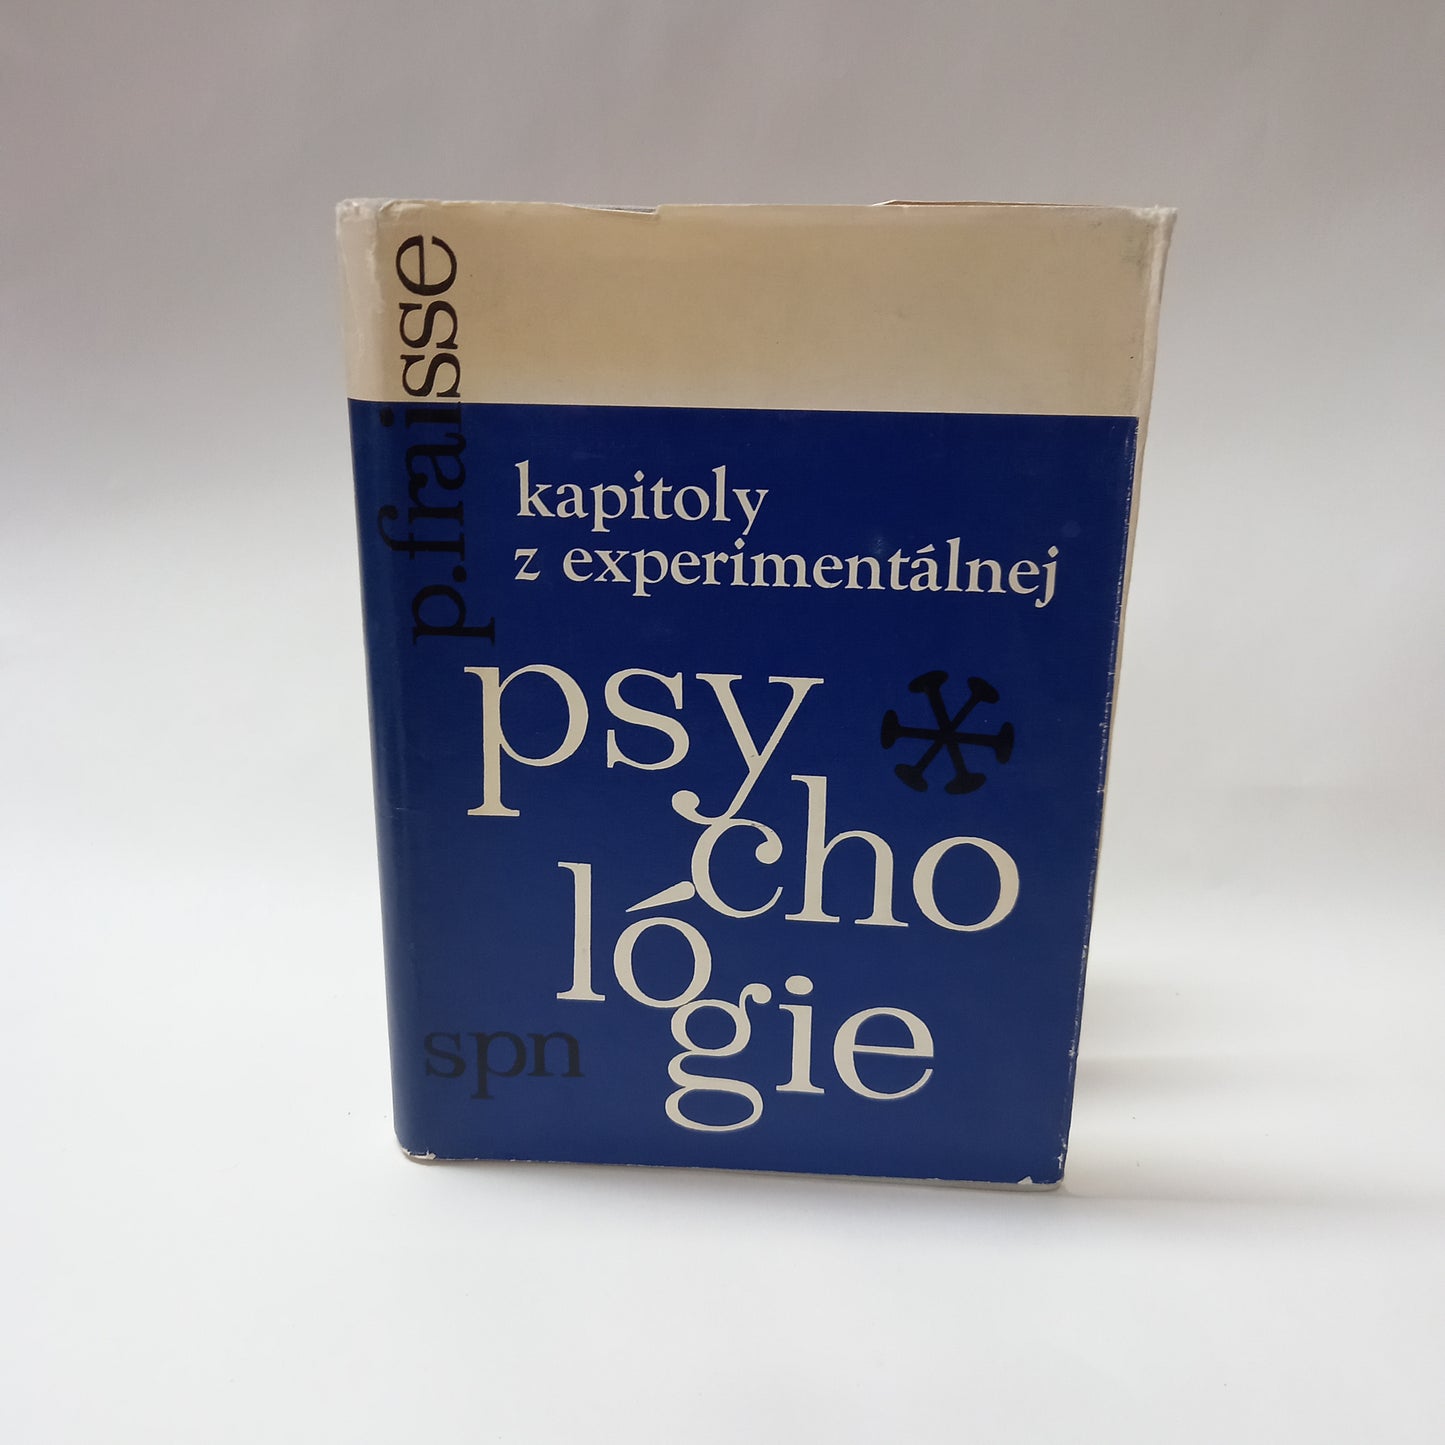 p.fraisse
kapitoly
z experimentálnej
psy
cho
ló
gie
spn